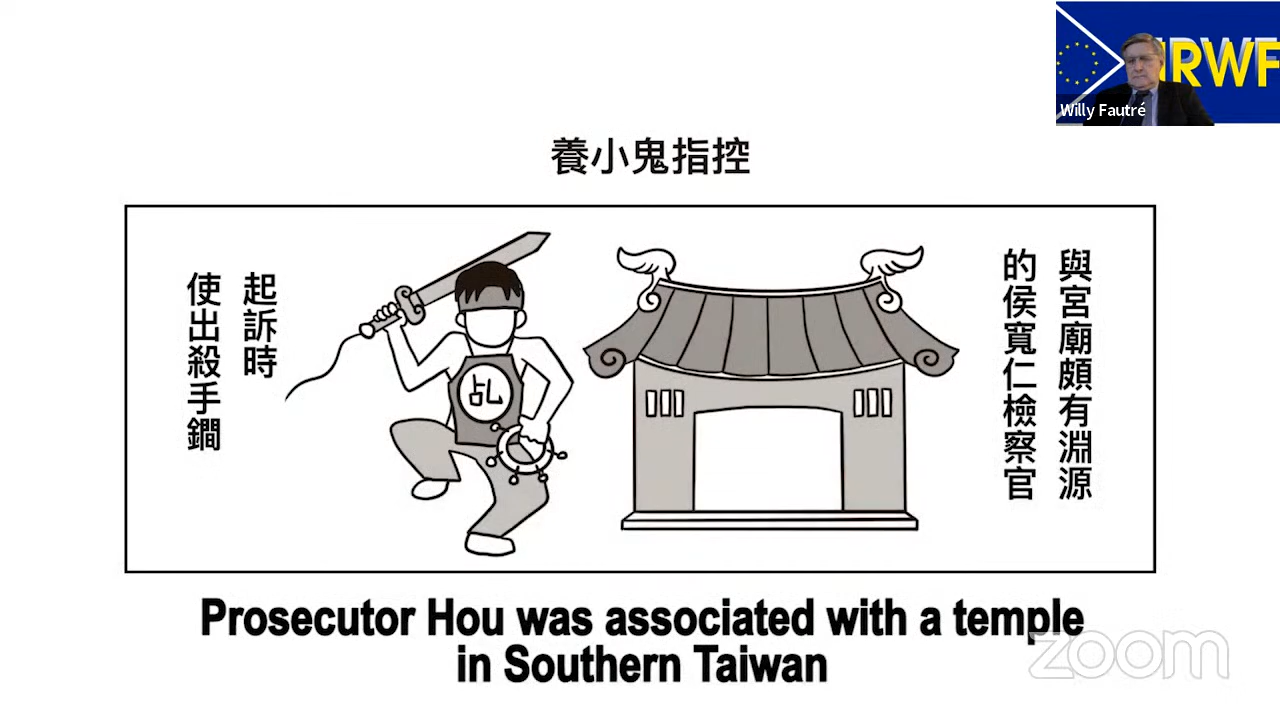 HRWF
Willy Fautré
養小鬼指控
與宮廟頗有淵源
的侯寬仁檢察官
起訴時
使出殺手鐧
乩
Prosecutor Hou was associated with a temple
in Southern Taiwan
zoom